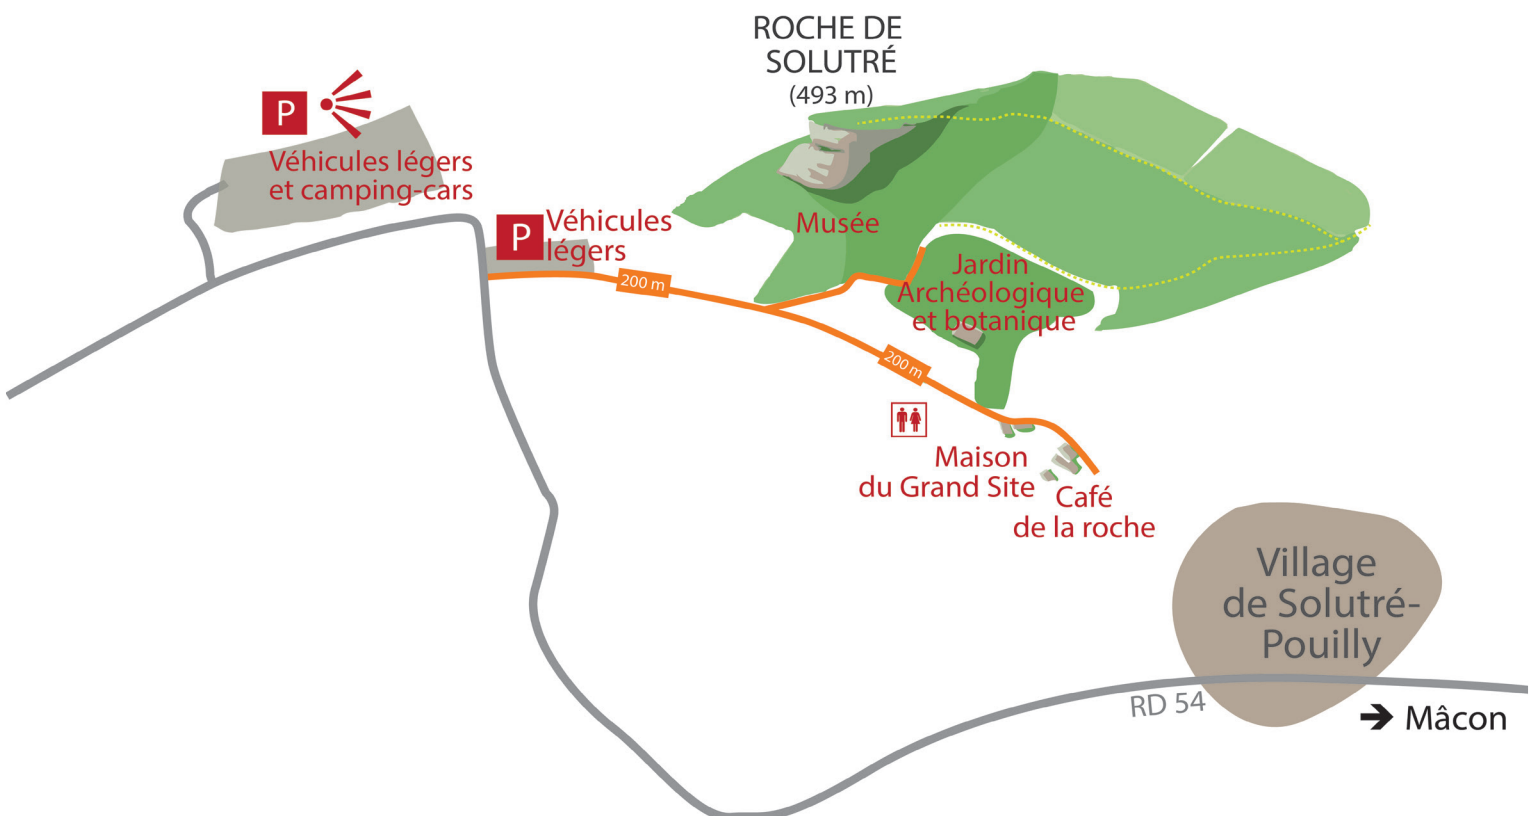 ROCHE DE
SOLUTRÉ
(493 m)
P
Véhicules légers
et camping-cars
P
Véhicules
légers
Musée
200 m
Jardin
Archéologique
et botanique
200 m
Maison
du Grand Site
Café
de la roche
Village
de Solutré-
Pouilly
RD 54
Mâcon